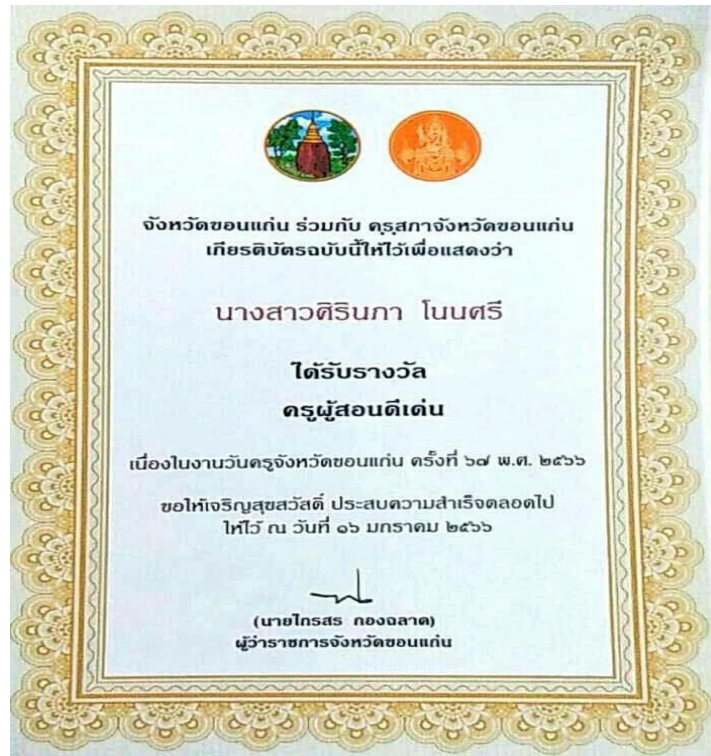 จังหวัดขอนแก่น ร่วมกับ คุรุสภาจังหวัดขอนแก่น
เกียรติบัตรฉบับนี้ให้ไว้เพื่อแสดงว่า
นางสาวศิรินภา โนนศรี
ได้รับรางวัล
ครูผู้สอนดีเด่น
เนื่องในงานวันครูจังหวัดขอนแก่น ครั้งที่ ๖๗ พ.ศ. ๒๕๖๖
ขอให้เจริญสุขสวัสดิ์ ประสบความสำเร็จตลอดไป
ให้ไว้ ณ วันที่ ๑๖ มกราคม ๒๕๖๖
(นายไกรสร กองฉลาด)
ผู้ว่าราชการจังหวัดขอนแก่น